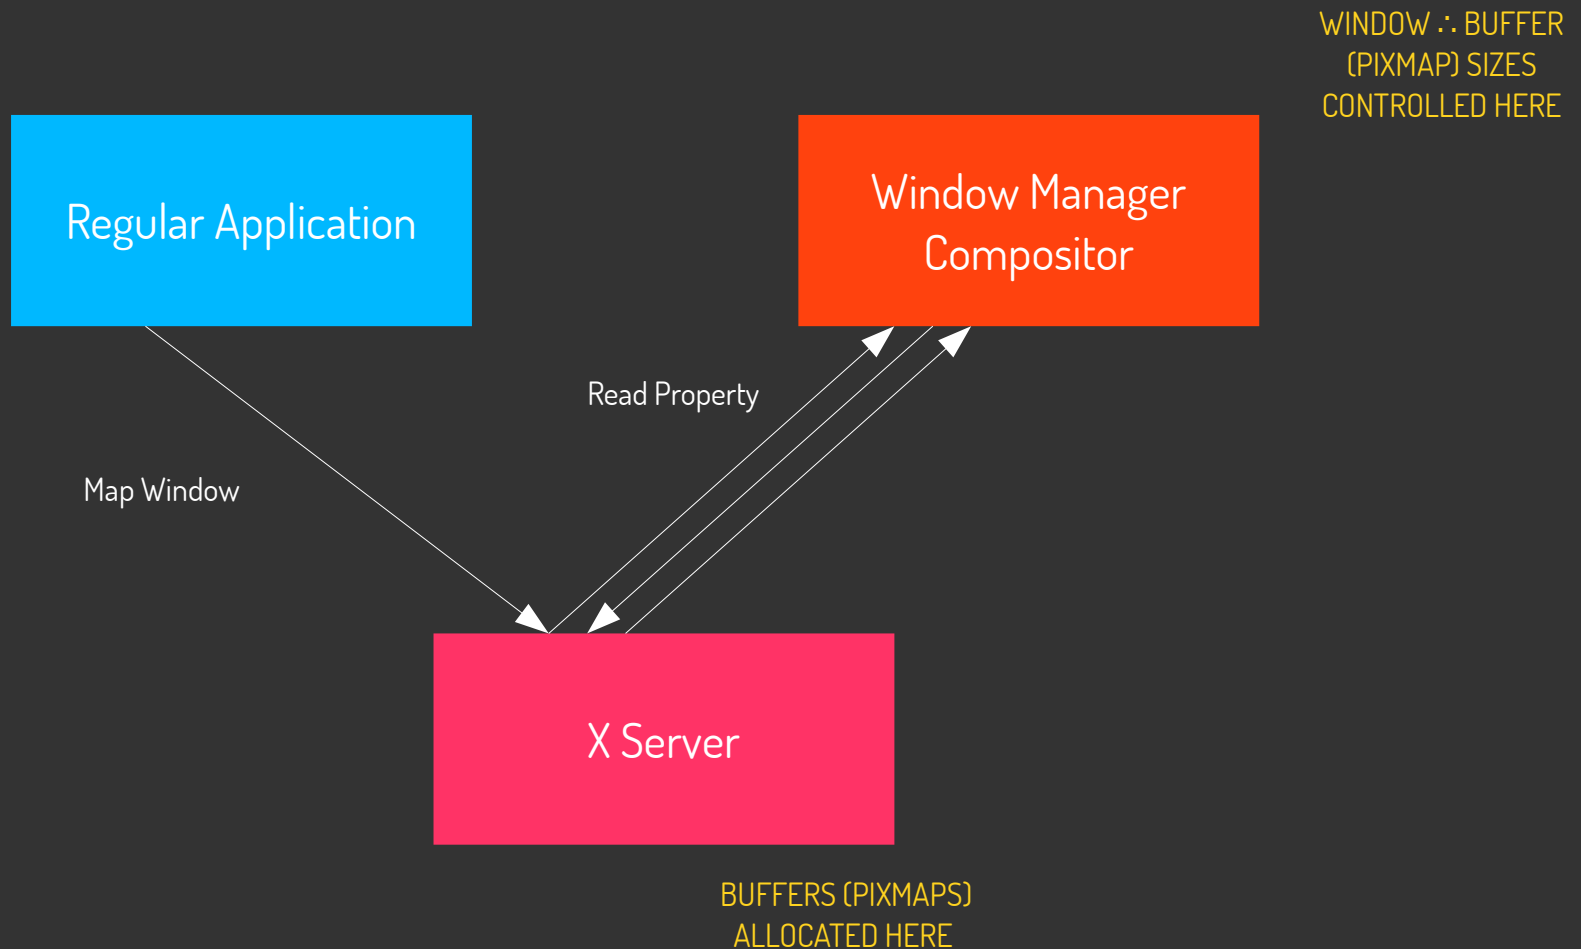 WINDOW ∴ BUFFER
(PIXMAP) SIZES
CONTROLLED HERE
Regular Application
Window Manager
Compositor
Read Property
Map Window
X Server
BUFFERS (PIXMAPS)
ALLOCATED HERE